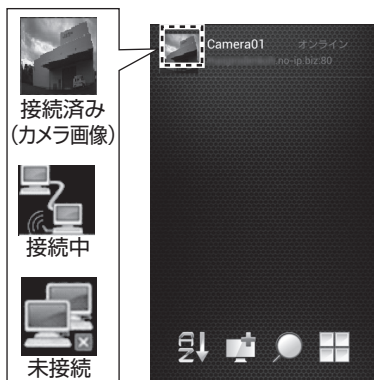 接続済み
(カメラ画像)
接続中
未接続
Camera01 オンライン
.no-ip.biz:80